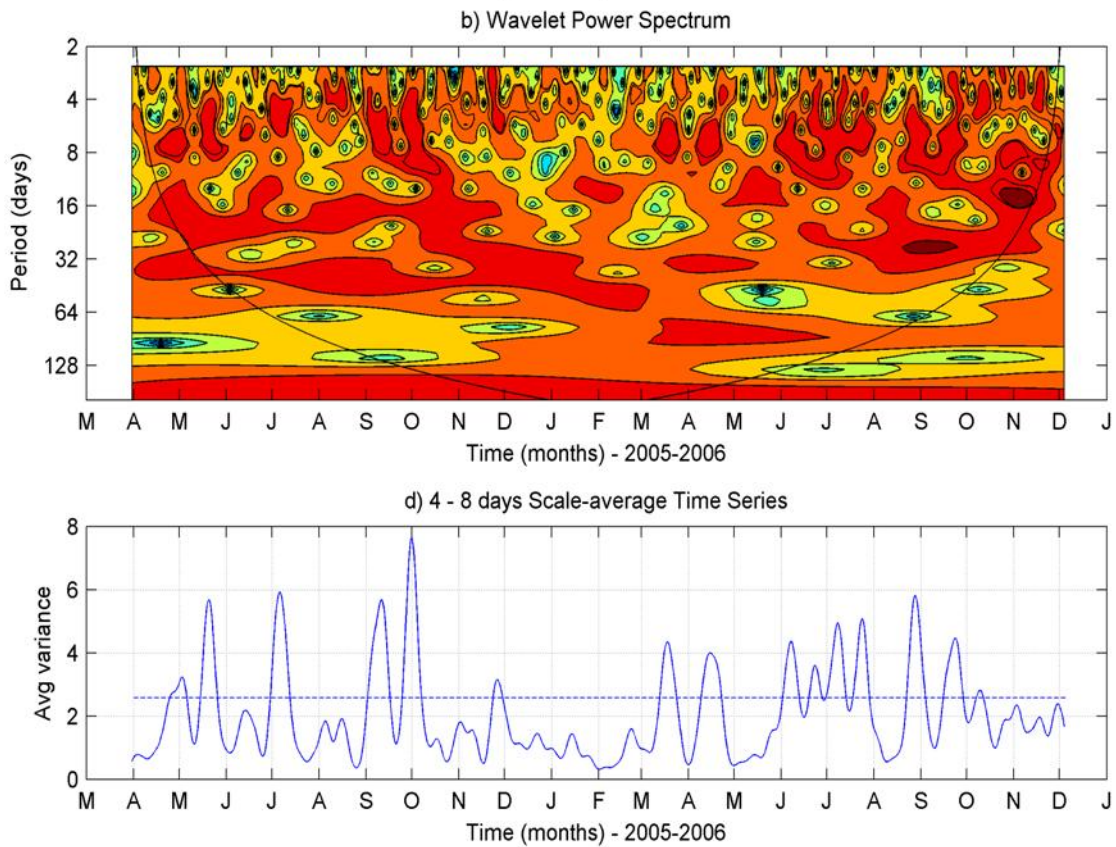 b) Wavelet Power Spectrum
2
4
8
16
32
64
128
Period (days)
M A M J J A S O N D J F M A M J J A S O N D J
Time (months) - 2005-2006
d) 4 - 8 days Scale-average Time Series
8
6
4
2
0
Avg variance
M A M J J A S O N D J F M A M J J A S O N D J
Time (months) - 2005-2006